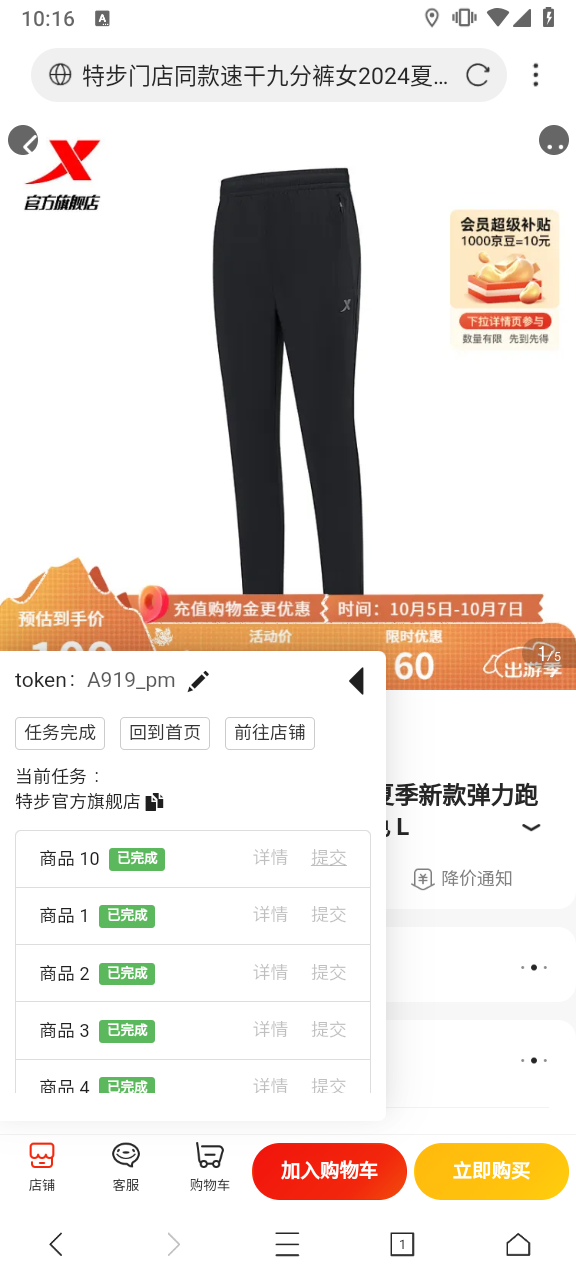 10:16
A
特步门店同款速干九分裤女2024夏...
X
官方旗舰店
会员超级补贴
1000京豆=10元
下拉详情页参与
数量有限 先到先得
预估到手价
充值购物金更优惠
时间：10月5日-10月7日
活动价
限时优惠
60
出游季
1/5
token： A919_pm
任务完成
回到首页
前往店铺
当前任务：
特步官方旗舰店
夏季新款弹力跑
L
降价通知
商品 10 已完成 详情 提交
商品 1 已完成 详情 提交
商品 2 已完成 详情 提交
商品 3 已完成 详情 提交
商品 4 已完成 详情 提交
店铺
客服
购物车
加入购物车
立即购买
1